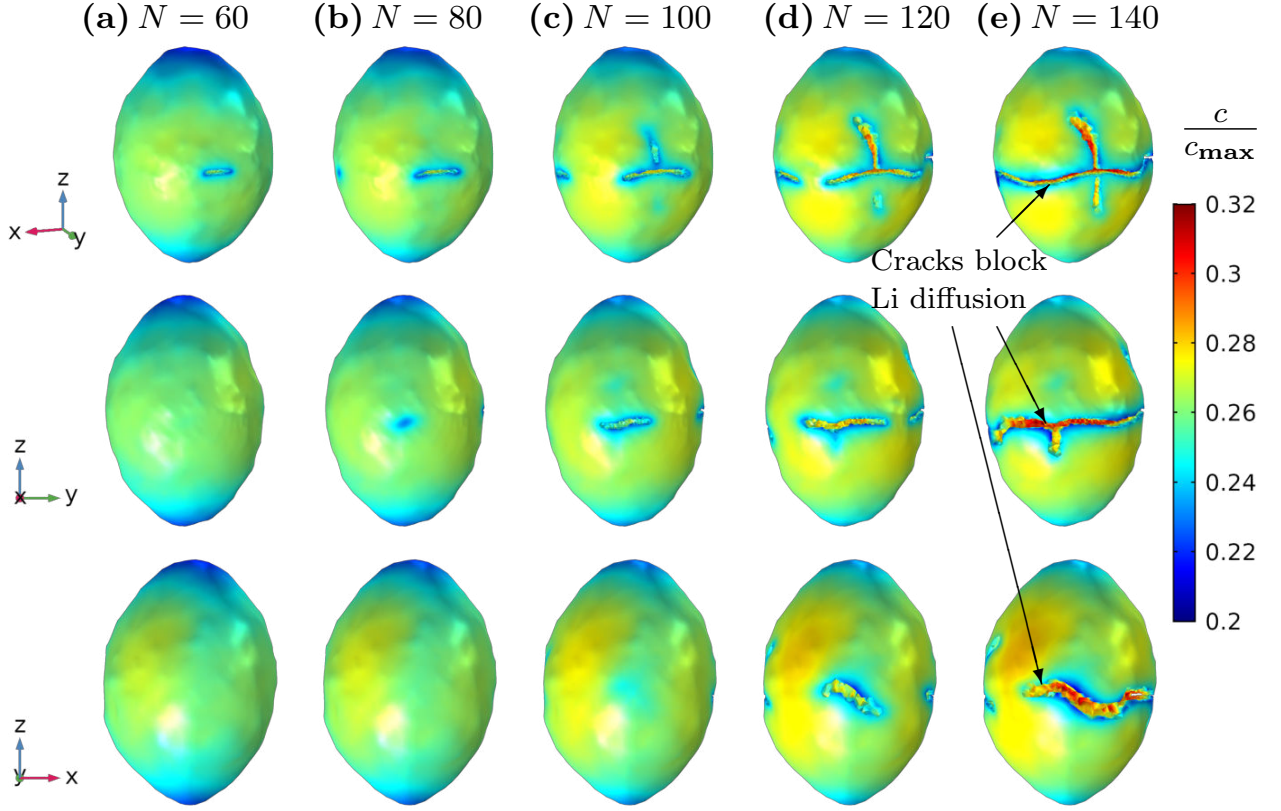 (a) N = 60
(b) N = 80
(c) N = 100
(d) N = 120
(e) N = 140
c
c_max
z
x
y
0.32
0.3
0.28
0.26
0.24
0.22
0.2
Cracks block
Li diffusion
z
x
y
z
y
x